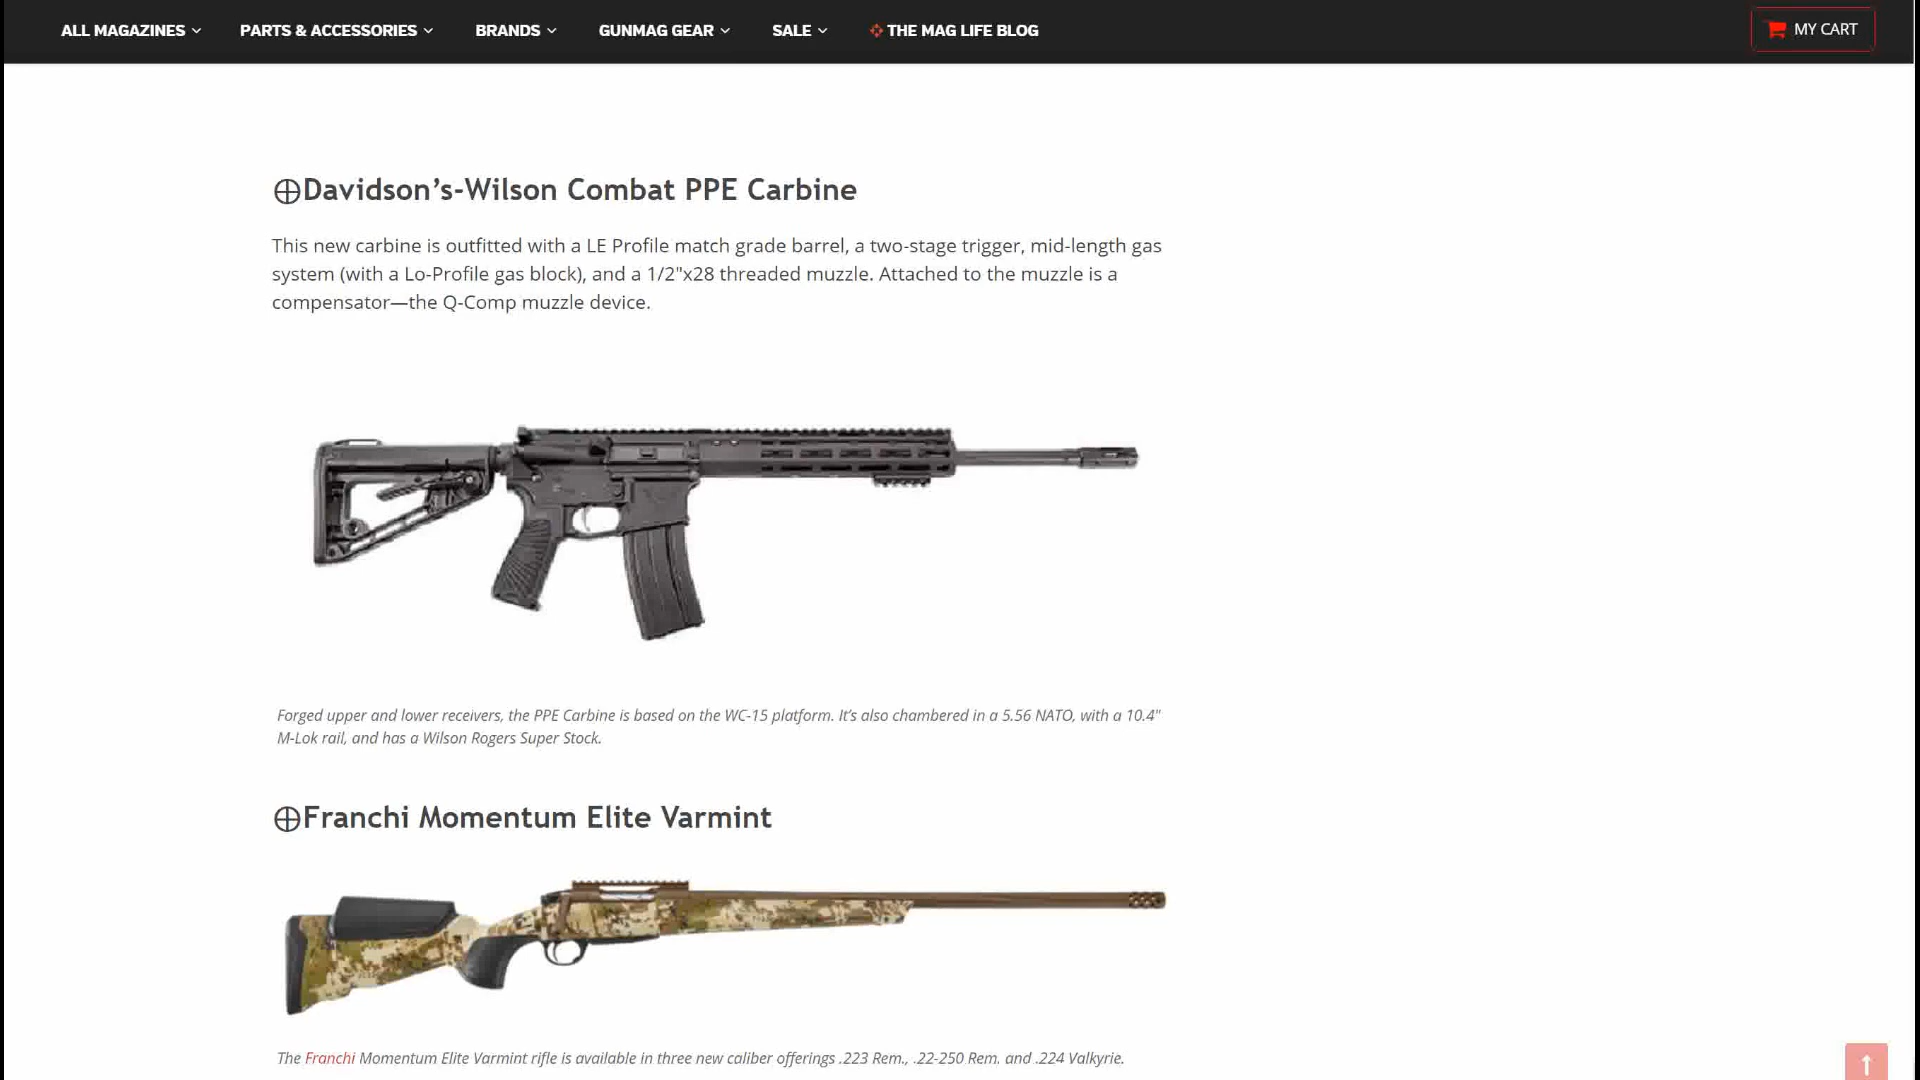 ALL MAGAZINES PARTS & ACCESSORIES BRANDS GUNMAG GEAR SALE THE MAG LIFE BLOG MY CART
⨁Davidson’s-Wilson Combat PPE Carbine
This new carbine is outfitted with a LE Profile match grade barrel, a two-stage trigger, mid-length gas
system (with a Lo-Profile gas block), and a 1/2"x28 threaded muzzle. Attached to the muzzle is a
compensator—the Q-Comp muzzle device.
Forged upper and lower receivers, the PPE Carbine is based on the WC-15 platform. It’s also chambered in a 5.56 NATO, with a 10.4"
M-Lok rail, and has a Wilson Rogers Super Stock.
⨁Franchi Momentum Elite Varmint
The Franchi Momentum Elite Varmint rifle is available in three new caliber offerings .223 Rem., .22-250 Rem. and .224 Valkyrie.